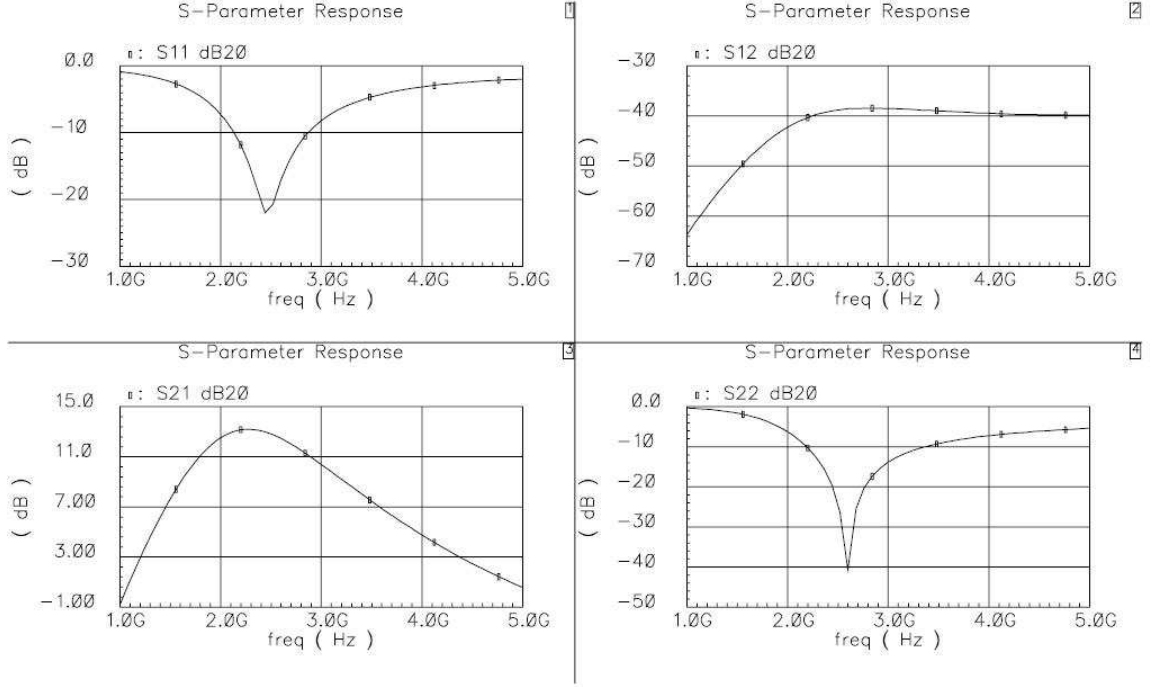 S-Parameter Response
1
▯: S11 dB20
0.0
-10
-20
-30
( dB )
1.0G 2.0G 3.0G 4.0G 5.0G
freq ( Hz )
S-Parameter Response
2
▯: S12 dB20
-30
-40
-50
-60
-70
( dB )
1.0G 2.0G 3.0G 4.0G 5.0G
freq ( Hz )
S-Parameter Response
3
▯: S21 dB20
15.0
11.0
7.00
3.00
-1.00
( dB )
1.0G 2.0G 3.0G 4.0G 5.0G
freq ( Hz )
S-Parameter Response
4
▯: S22 dB20
0.0
-10
-20
-30
-40
-50
( dB )
1.0G 2.0G 3.0G 4.0G 5.0G
freq ( Hz )